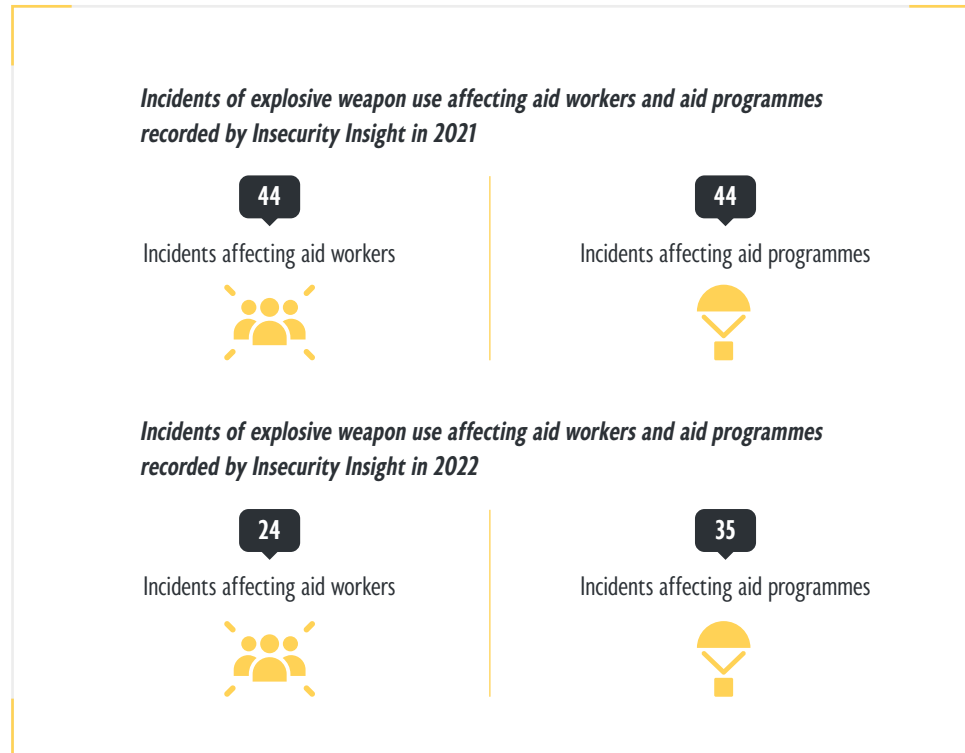 Incidents of explosive weapon use affecting aid workers and aid programmes
recorded by Insecurity Insight in 2021
44
Incidents affecting aid workers
44
Incidents affecting aid programmes
Incidents of explosive weapon use affecting aid workers and aid programmes
recorded by Insecurity Insight in 2022
24
Incidents affecting aid workers
35
Incidents affecting aid programmes